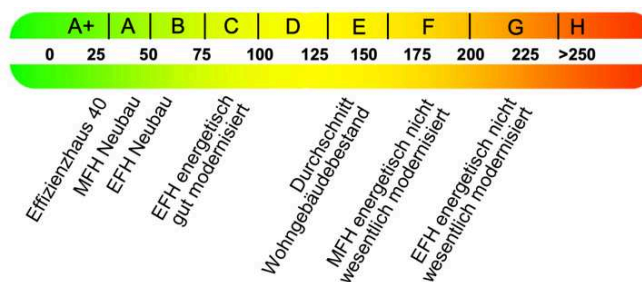 A+ A B C D E F G H
0 25 50 75 100 125 150 175 200 225 >250
Effizienzhaus 40
MFH Neubau
EFH Neubau
EFH energetisch
gut modernisiert
Durchschnitt
Wohngebäudebestand
MFH energetisch nicht
wesentlich modernisiert
EFH energetisch nicht
wesentlich modernisiert